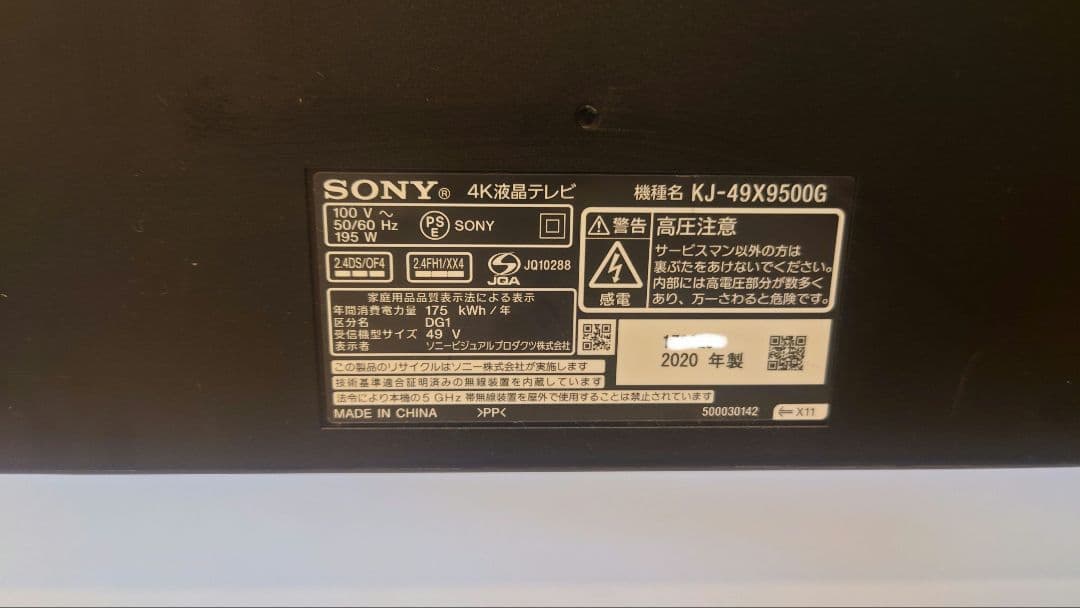 SONY® 4K液晶テレビ 機種名 KJ-49X9500G
100 V ～
50/60 Hz
195 W
PS
E
SONY
2.4DS/OF4
2.4FH1/XX4
JQA
JQ10288
家庭用品品質表示法による表示
年間消費電力量 175 kWh/年
区分名 DG1
受信機型サイズ 49 V
表示者 ソニービジュアルプロダクツ株式会社
警告 高圧注意
感電
サービスマン以外の方は
裏ぶたをあけないでください。
内部には高電圧部分が数多く
あり、万一さわると危険です。
2020 年製
この製品のリサイクルはソニー株式会社が実施します
技術基準適合証明済みの無線装置を内蔵しています
法令により本機の5 GHz 帯無線装置を屋外で使用することは禁止されています
MADE IN CHINA >PP< 500030142 ⇐ X11